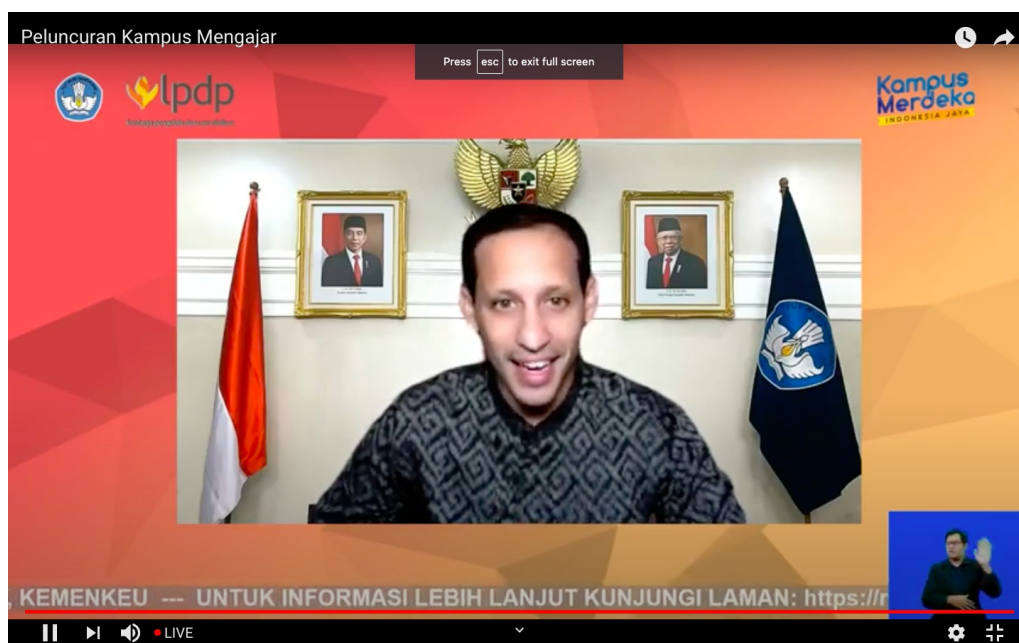 Peluncuran Kampus Mengajar
Press esc to exit full screen
lpdp
Kampus
Merdeka
INDONESIA JAYA
, KEMENKEU --- UNTUK INFORMASI LEBIH LANJUT KUNJUNGI LAMAN: https://r
LIVE